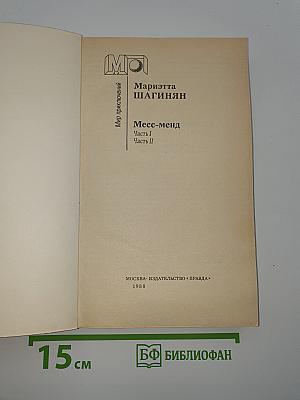 МП
Мир приключений
Мариэтта
ШАГИНЯН
Месс-менд
Часть I
Часть II
МОСКВА · ИЗДАТЕЛЬСТВО «ПРАВДА»
1988
15 см
БФ БИБЛИОФАН